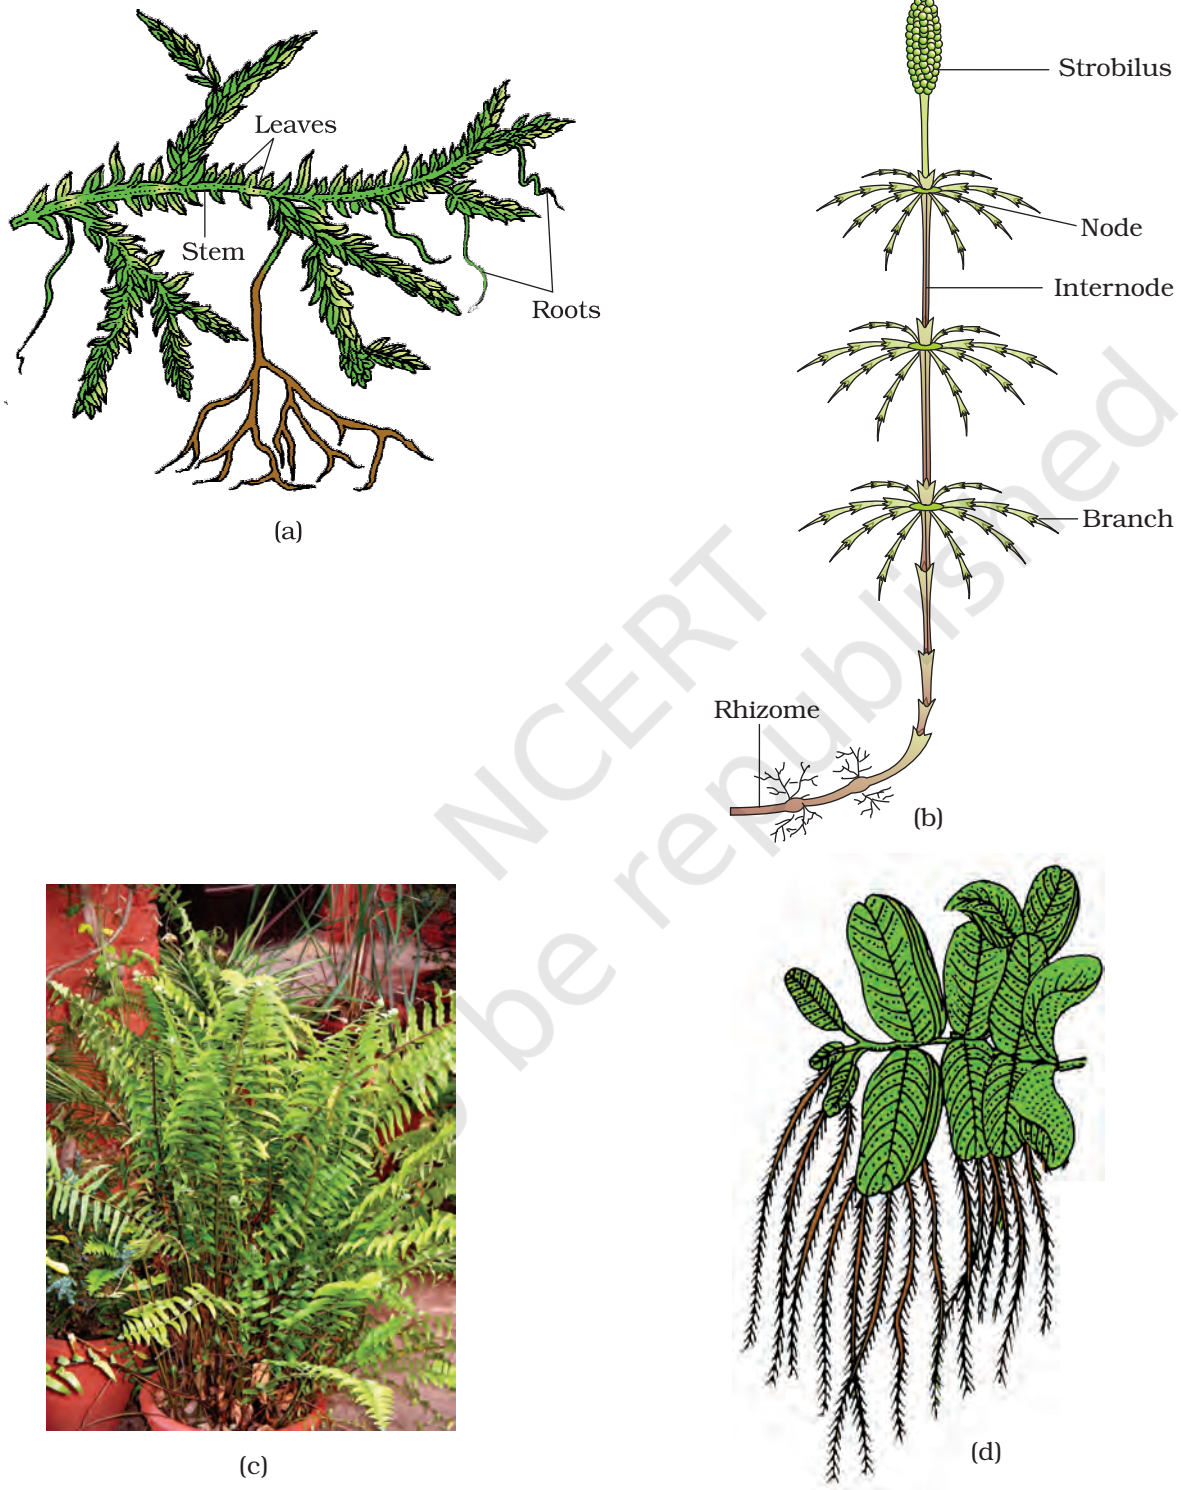 Strobilus
Leaves
Node
Stem
Internode
Roots
(a)
Branch
Rhizome
(b)
NCERT
be republished
(c)
(d)